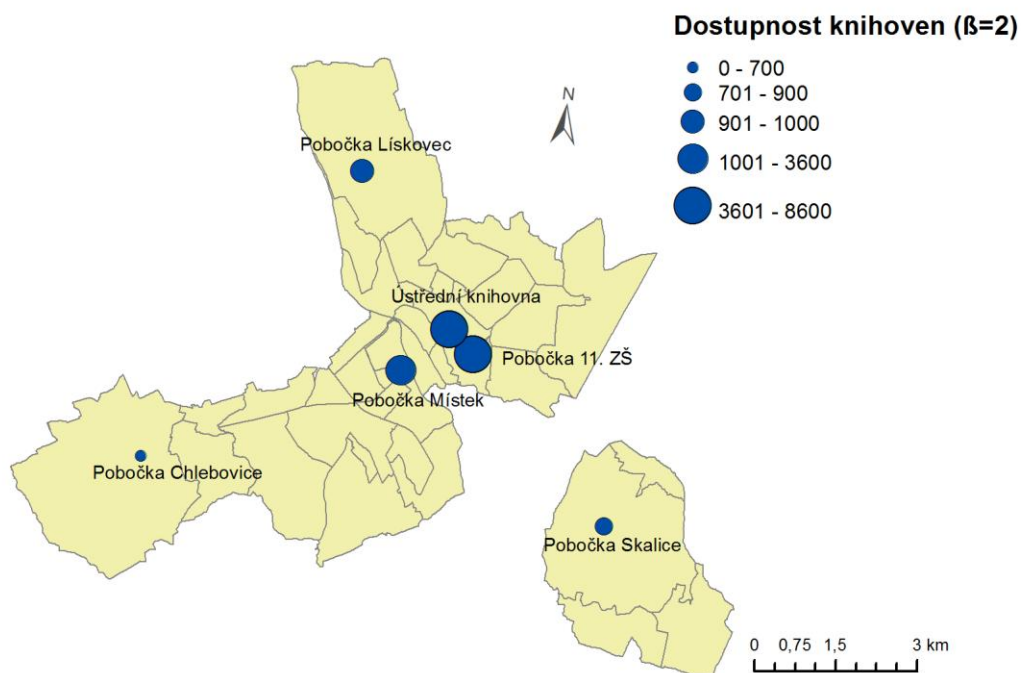 Dostupnost knihoven (ß=2)
0 - 700
701 - 900
901 - 1000
1001 - 3600
3601 - 8600
N
Pobočka Lískovec
Ústřední knihovna
Pobočka 11. ZŠ
Pobočka Místek
Pobočka Chlebovice
Pobočka Skalice
0 0,75 1,5 3 km